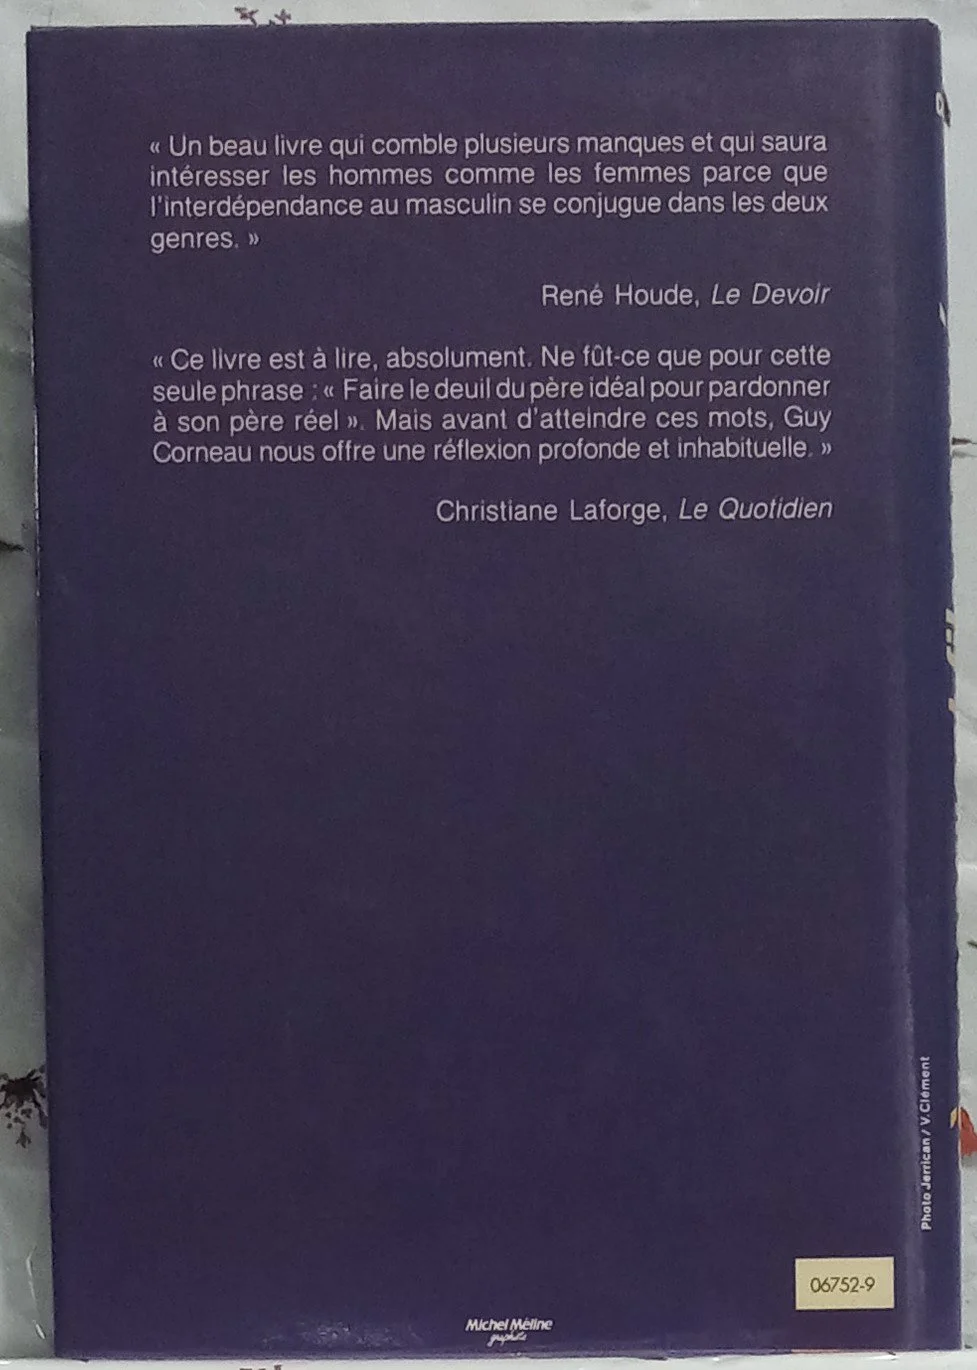 « Un beau livre qui comble plusieurs manques et qui saura
intéresser les hommes comme les femmes parce que
l'interdépendance au masculin se conjugue dans les deux
genres. »
René Houde, Le Devoir
« Ce livre est à lire, absolument. Ne fût-ce que pour cette
seule phrase : « Faire le deuil du père idéal pour pardonner
à son père réel ». Mais avant d'atteindre ces mots, Guy
Corneau nous offre une réflexion profonde et inhabituelle. »
Christiane Laforge, Le Quotidien
Photo Jerrican / V. Clément
06752-9
Michel Méline